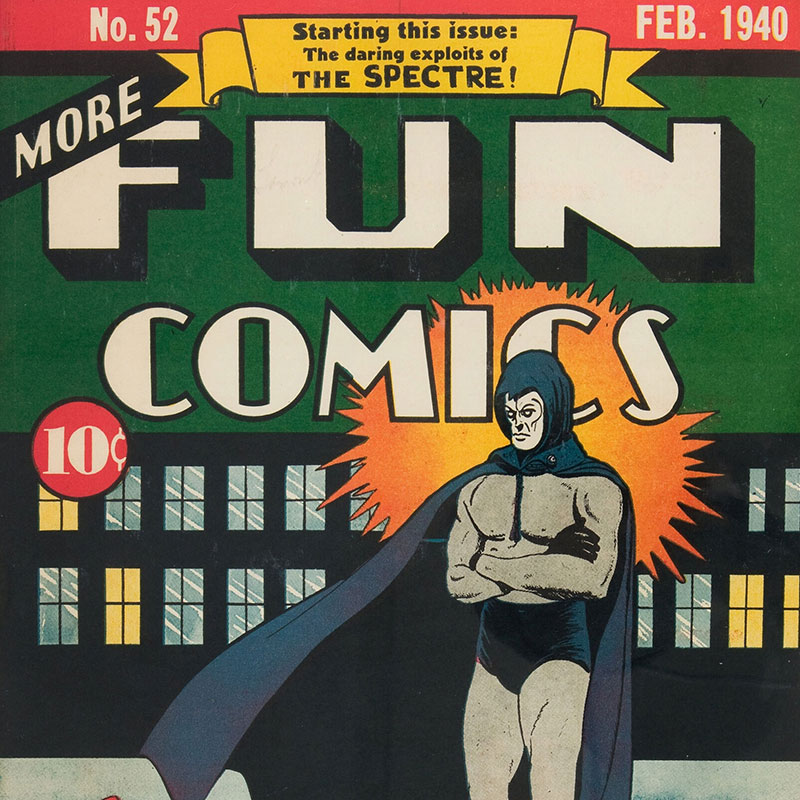 No. 52
FEB. 1940
Starting this issue:
The daring exploits of
THE SPECTRE!
MORE
FUN
COMICS
10¢